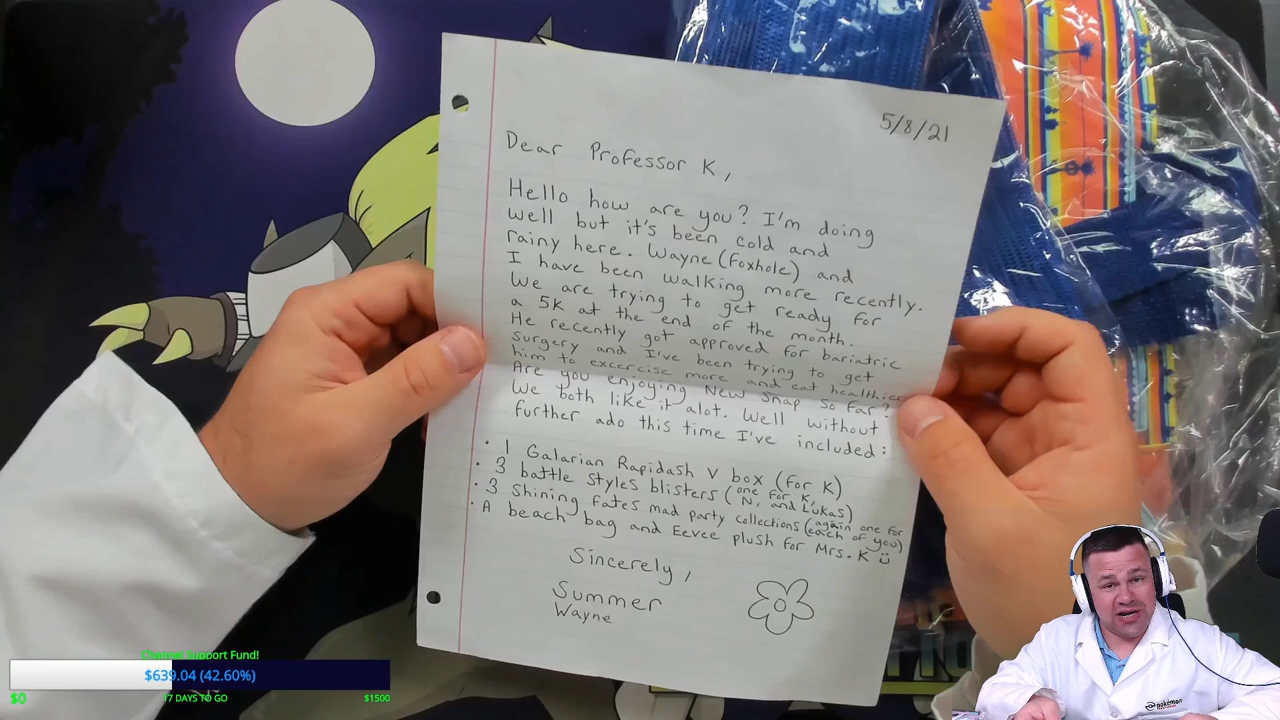 5/8/21
Dear Professor K,
Hello how are you? I'm doing
well but it's been cold and
rainy here. Wayne (Foxhole) and
I have been walking more recently.
We are trying to get ready for
a 5K at the end of the month.
He recently got approved for bariatric
surgery and I've been trying to get
him to excercise more and eat healthier
Are you enjoying New Snap so far?
We both like it alot. Well without
further ado this time I've included:
· 1 Galarian Rapidash V box (for K)
· 3 battle styles blisters (one for K, N, and Lukas)
· 3 Shining fates mad party collections (again one for each of you)
· A beach bag and Eevee plush for Mrs. K
Sincerely,
Summer
Wayne
Channel Support Fund!
$639.04 (42.60%)
$0 17 DAYS TO GO $1500
pokémon